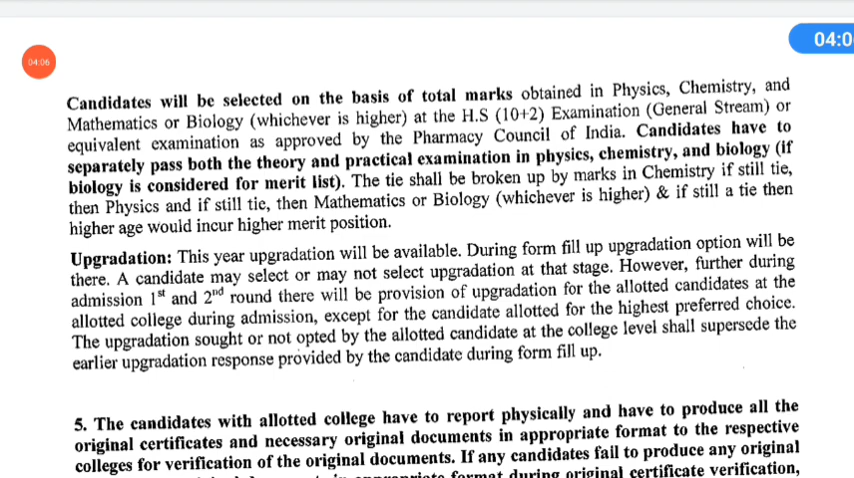 04:0
04:06
Candidates will be selected on the basis of total marks obtained in Physics, Chemistry, and
Mathematics or Biology (whichever is higher) at the H.S (10+2) Examination (General Stream) or
equivalent examination as approved by the Pharmacy Council of India. Candidates have to
separately pass both the theory and practical examination in physics, chemistry, and biology (if
biology is considered for merit list). The tie shall be broken up by marks in Chemistry if still tie,
then Physics and if still tie, then Mathematics or Biology (whichever is higher) & if still a tie then
higher age would incur higher merit position.
Upgradation: This year upgradation will be available. During form fill up upgradation option will be
there. A candidate may select or may not select upgradation at that stage. However, further during
admission 1st and 2nd round there will be provision of upgradation for the allotted candidates at the
allotted college during admission, except for the candidate allotted for the highest preferred choice.
The upgradation sought or not opted by the allotted candidate at the college level shall supersede the
earlier upgradation response provided by the candidate during form fill up.
5. The candidates with allotted college have to report physically and have to produce all the
original certificates and necessary original documents in appropriate format to the respective
colleges for verification of the original documents. If any candidates fail to produce any original
format during original certificate verification,